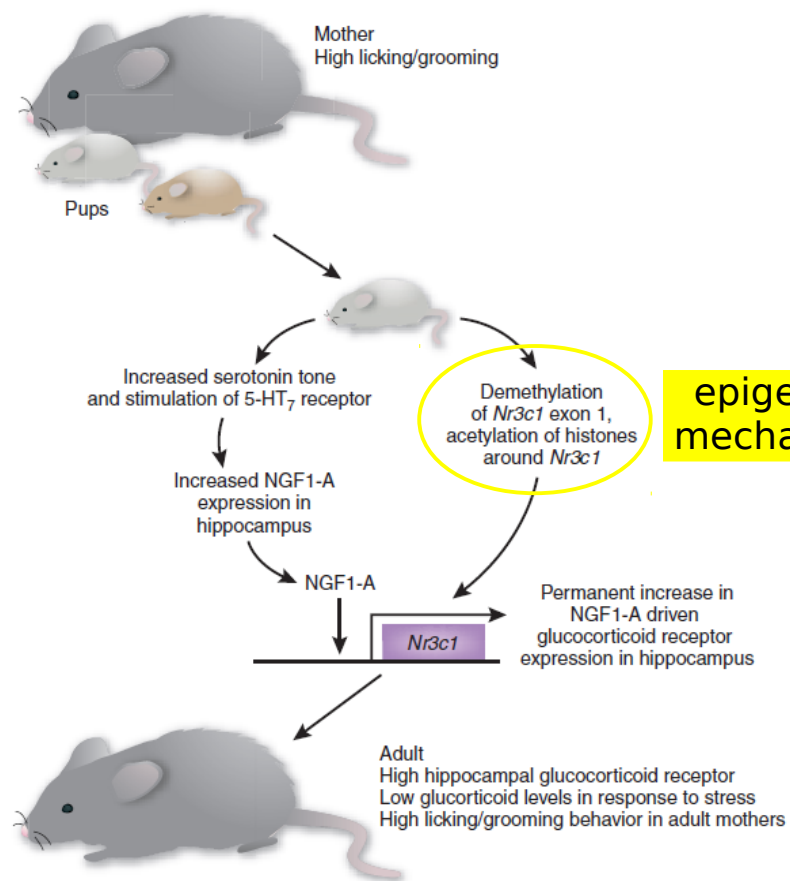 Mother
High licking/grooming
Pups
Increased serotonin tone
and stimulation of 5-HT₇ receptor
Demethylation
of Nr3c1 exon 1,
acetylation of histones
around Nr3c1
epige
mecha
Increased NGF1-A
expression in
hippocampus
NGF1-A
Nr3c1
Permanent increase in
NGF1-A driven
glucocorticoid receptor
expression in hippocampus
Adult
High hippocampal glucocorticoid receptor
Low glucorticoid levels in response to stress
High licking/grooming behavior in adult mothers